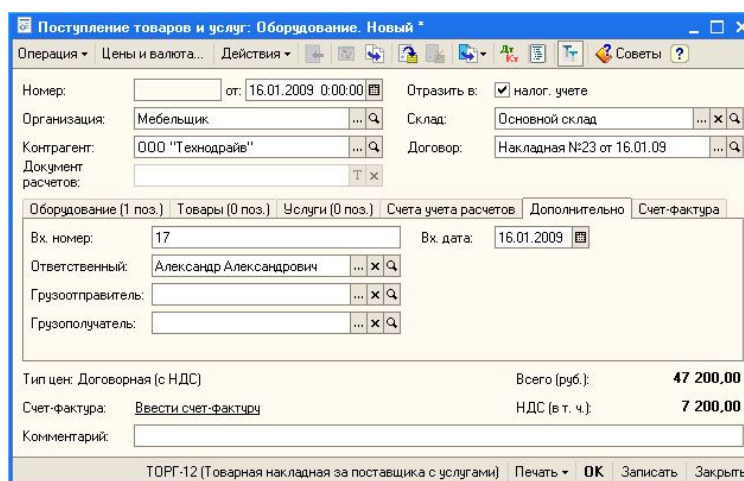 Поступление товаров и услуг: Оборудование. Новый *
Операция Цены и валюта... Действия Дт Кт Советы ?
Номер: от: 16.01.2009 0:00:00 Отразить в: налог. учете
Организация: Мебельщик ... Склад: Основной склад ... x
Контрагент: ООО "Технодрайв" ... Договор: Накладная №23 от 16.01.09 ...
Документ
расчетов: T x
Оборудование (1 поз.) Товары (0 поз.) Услуги (0 поз.) Счета учета расчетов Дополнительно Счет-фактура
Вх. номер: 17 Вх. дата: 16.01.2009
Ответственный: Александр Александрович ... x
Грузоотправитель: ... x
Грузополучатель: ... x
Тип цен: Договорная (с НДС) Всего (руб.): 47 200,00
Счет-фактура: Ввести счет-фактуру НДС (в т. ч.): 7 200,00
Комментарий:
ТОРГ-12 (Товарная накладная за поставщика с услугами) Печать OK Записать Закрыть